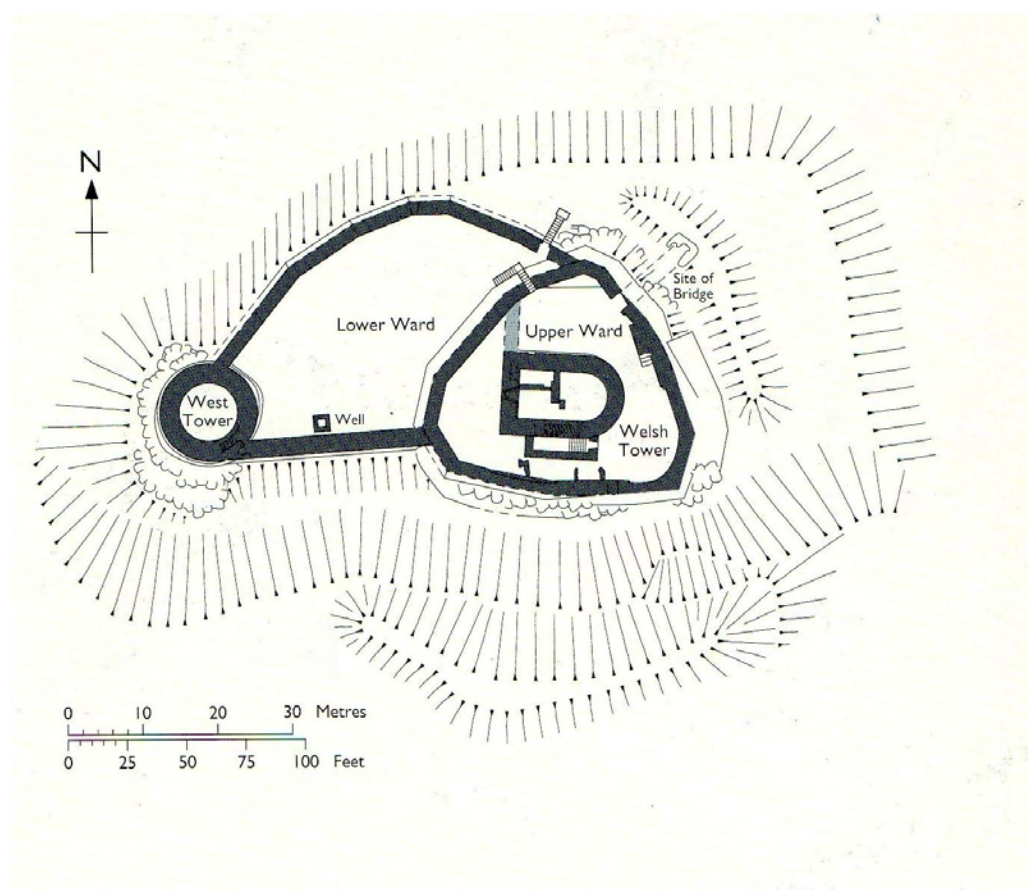 N
Site of
Bridge
Lower Ward
Upper Ward
West
Tower
Well
Welsh
Tower
0 10 20 30 Metres
0 25 50 75 100 Feet